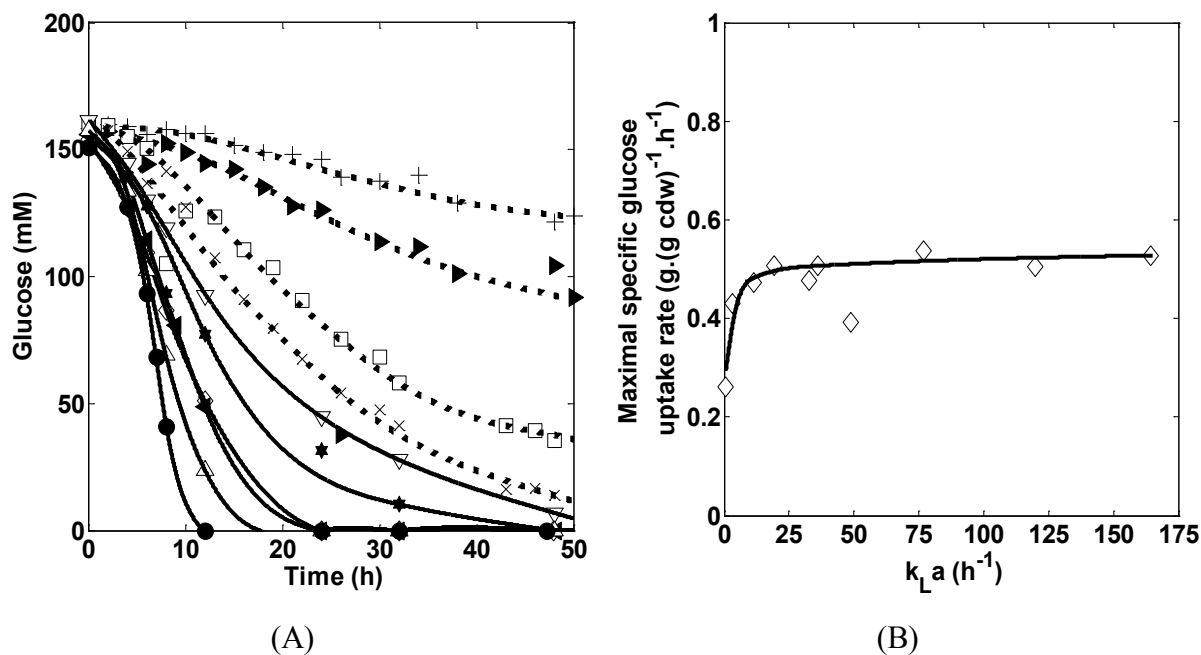 200
150
100
50
0
Glucose (mM)
0 10 20 30 40 50
Time (h)
(A)
1
0.8
0.6
0.4
0.2
0
Maximal specific glucose
uptake rate (g.(g cdw)⁻¹.h⁻¹)
0 25 50 75 100 125 150 175
k_L a (h⁻¹)
(B)